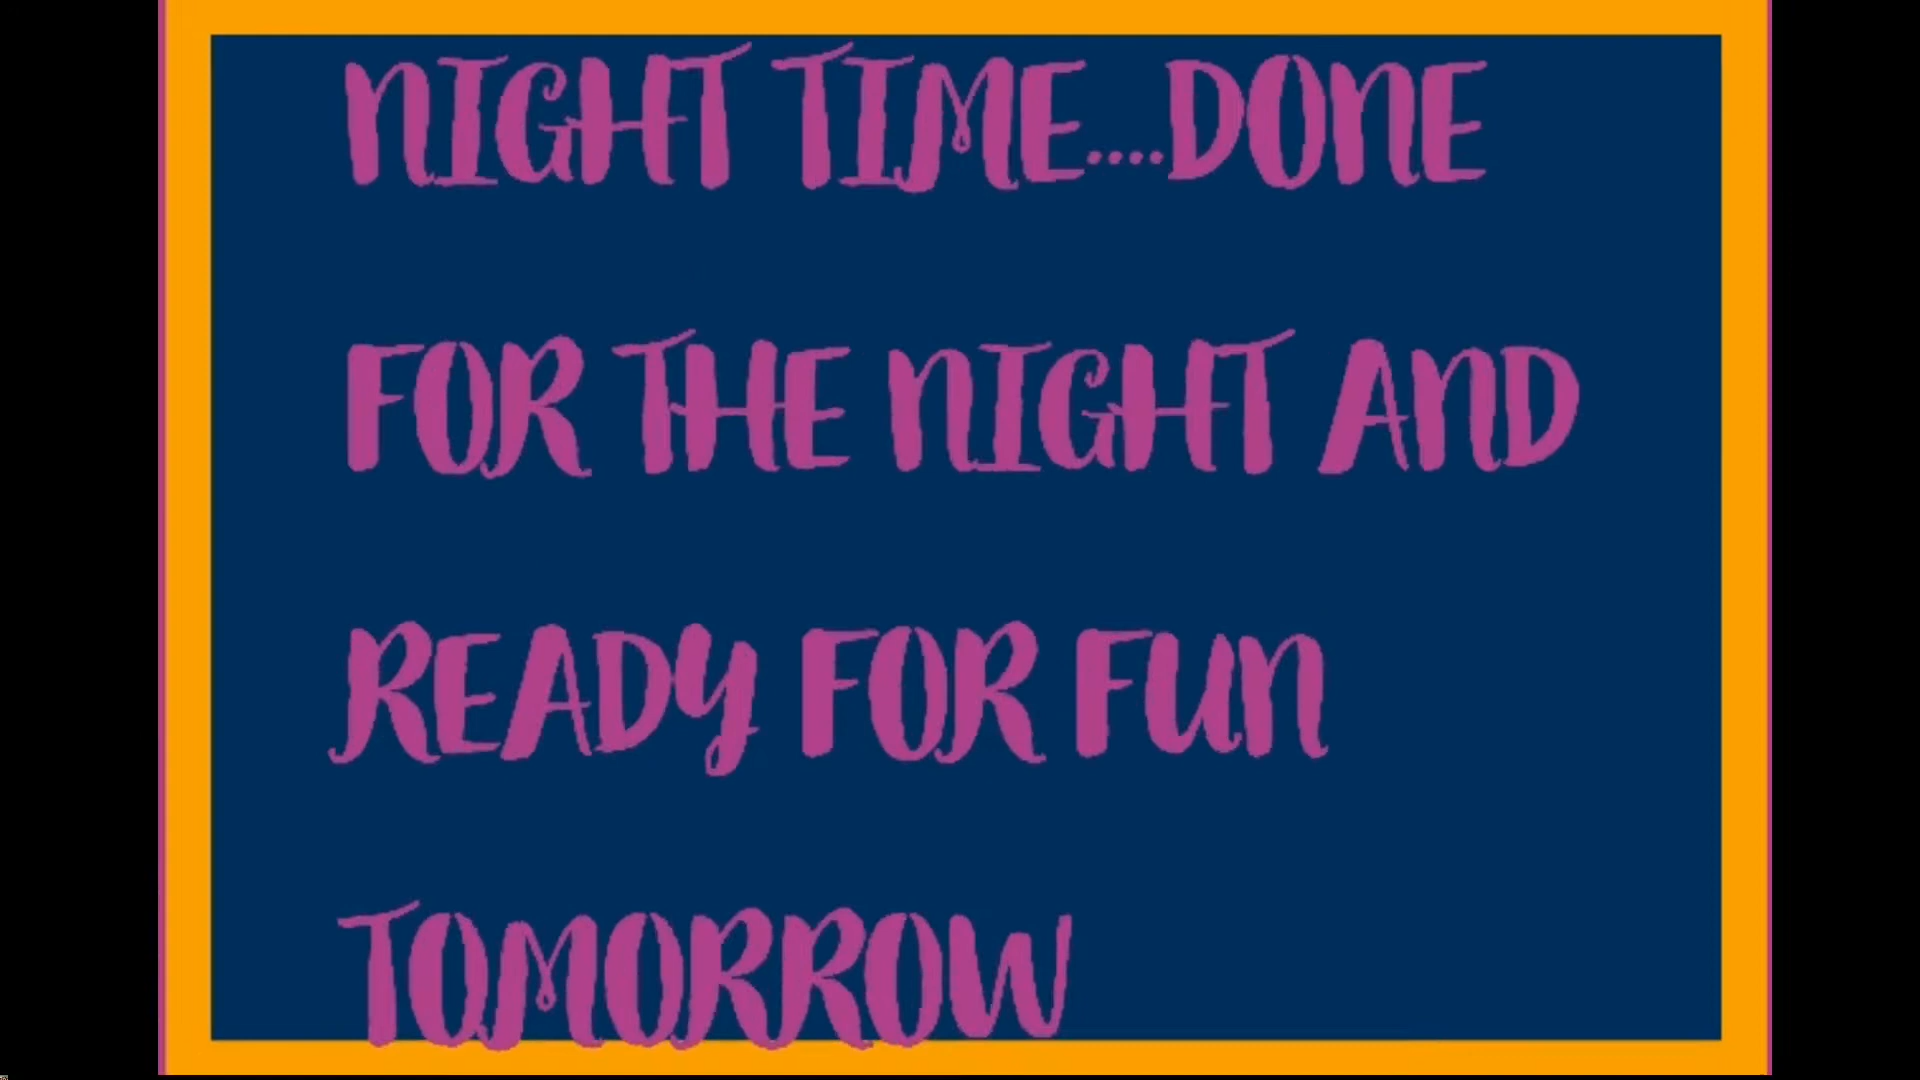 NIGHT TIME....DONE
FOR THE NIGHT AND
READY FOR FUN
TOMORROW